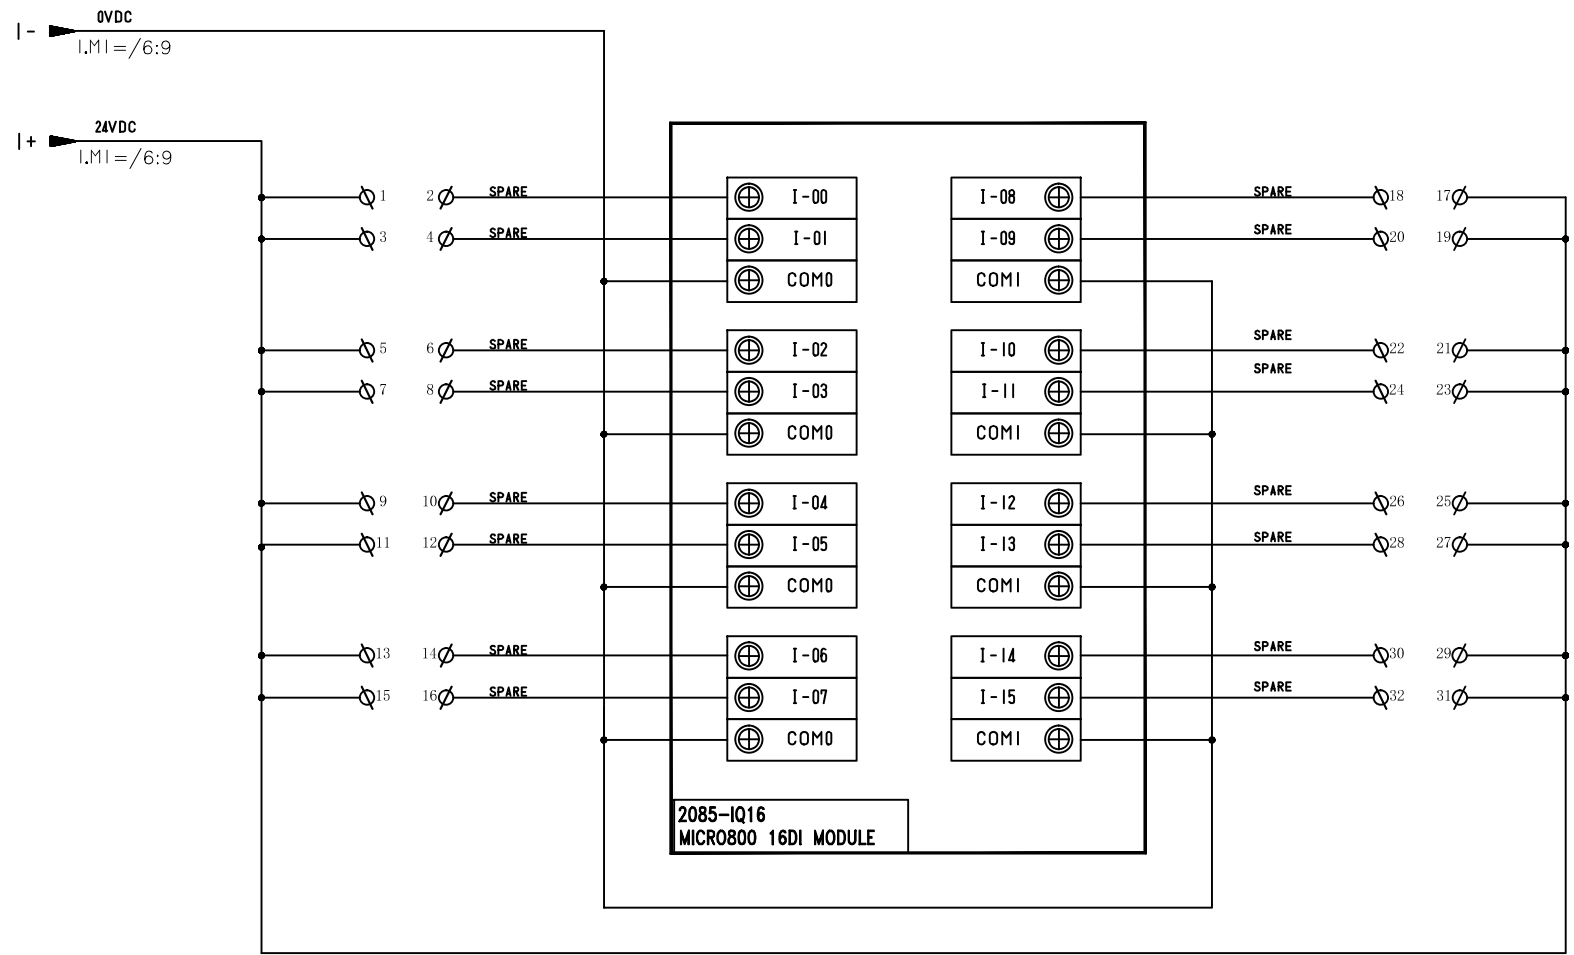 0VDC
I-
I.MI=/6:9
24VDC
I+
I.MI=/6:9
1 2 SPARE I-00 I-08 SPARE 18 17
3 4 SPARE I-01 I-09 SPARE 20 19
COM0 COM1
5 6 SPARE I-02 I-10 SPARE 22 21
7 8 SPARE I-03 I-11 SPARE 24 23
COM0 COM1
9 10 SPARE I-04 I-12 SPARE 26 25
11 12 SPARE I-05 I-13 SPARE 28 27
COM0 COM1
13 14 SPARE I-06 I-14 SPARE 30 29
15 16 SPARE I-07 I-15 SPARE 32 31
COM0 COM1
2085-IQ16
MICRO800 16DI MODULE